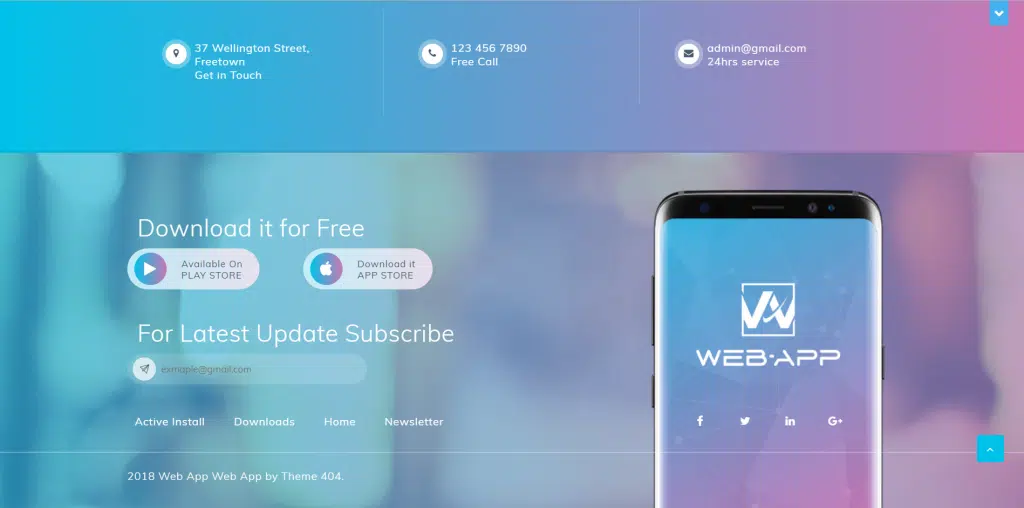 37 Wellington Street,
Freetown
Get in Touch
123 456 7890
Free Call
admin@gmail.com
24hrs service
Download it for Free
Available On
PLAY STORE
Download it
APP STORE
For Latest Update Subscribe
exmaple@gmail.com
Active Install
Downloads
Home
Newsletter
2018 Web App Web App by Theme 404.
WEB-APP